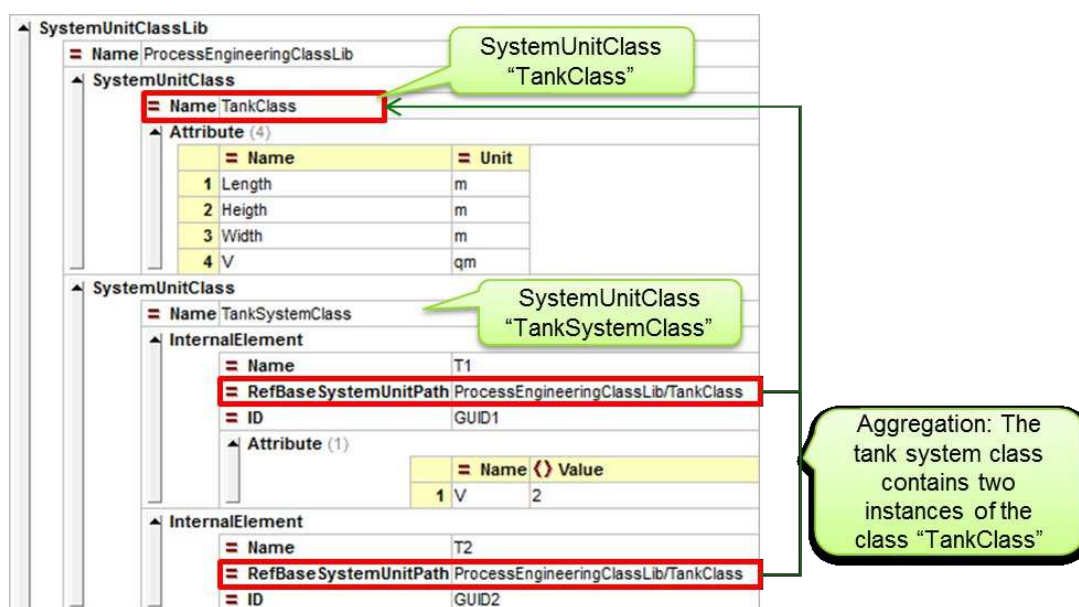 SystemUnitClassLib
= Name ProcessEngineeringClassLib
SystemUnitClass
“TankClass”
SystemUnitClass
= Name TankClass
Attribute (4)
= Name = Unit
1 Length m
2 Heigth m
3 Width m
4 V qm
SystemUnitClass
= Name TankSystemClass
SystemUnitClass
“TankSystemClass”
InternalElement
= Name T1
= RefBaseSystemUnitPath ProcessEngineeringClassLib/TankClass
= ID GUID1
Attribute (1)
= Name () Value
1 V 2
Aggregation: The
tank system class
contains two
instances of the
class “TankClass”
InternalElement
= Name T2
= RefBaseSystemUnitPath ProcessEngineeringClassLib/TankClass
= ID GUID2